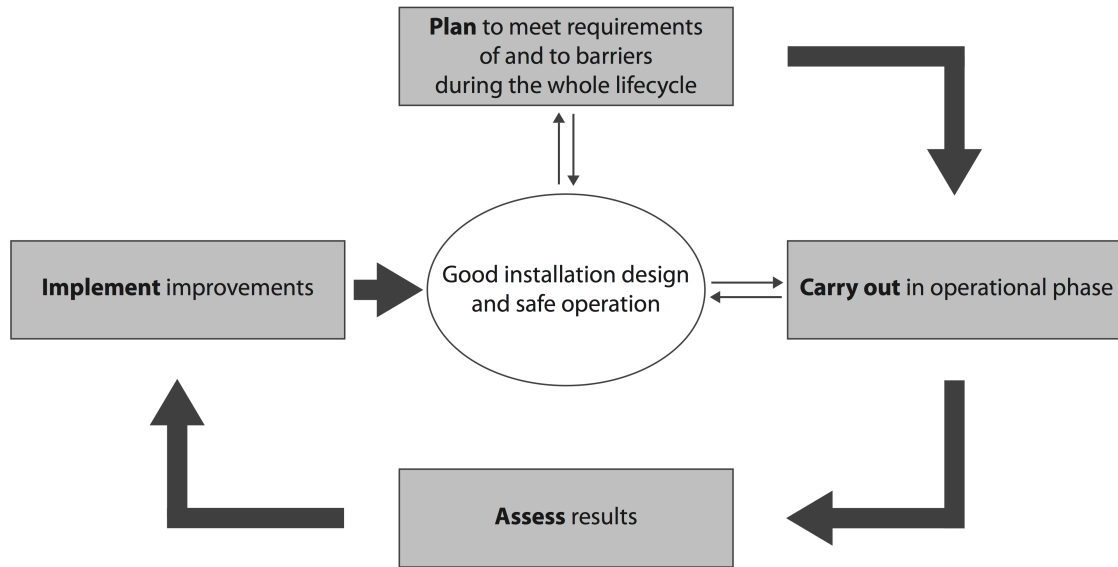 Plan to meet requirements
of and to barriers
during the whole lifecycle
Implement improvements
Good installation design
and safe operation
Carry out in operational phase
Assess results